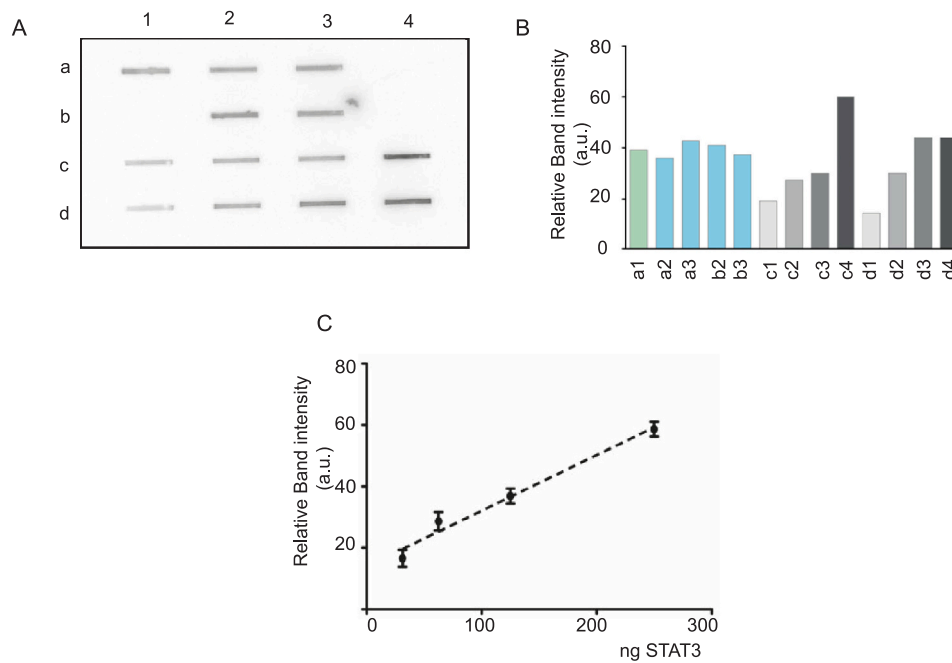 A
1 2 3 4
a
b
c
d
B
Relative Band intensity
(a.u.)
80
60
40
20
0
a1 a2 a3 b2 b3 c1 c2 c3 c4 d1 d2 d3 d4
C
Relative Band intensity
(a.u.)
80
60
40
20
0 100 200 300
ng STAT3